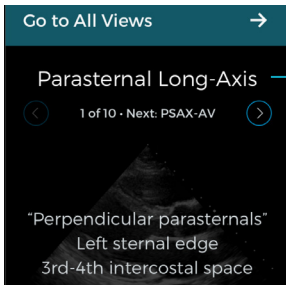 Go to All Views →
Parasternal Long-Axis
1 of 10 · Next: PSAX-AV
“Perpendicular parasternals”
Left sternal edge
3rd-4th intercostal space